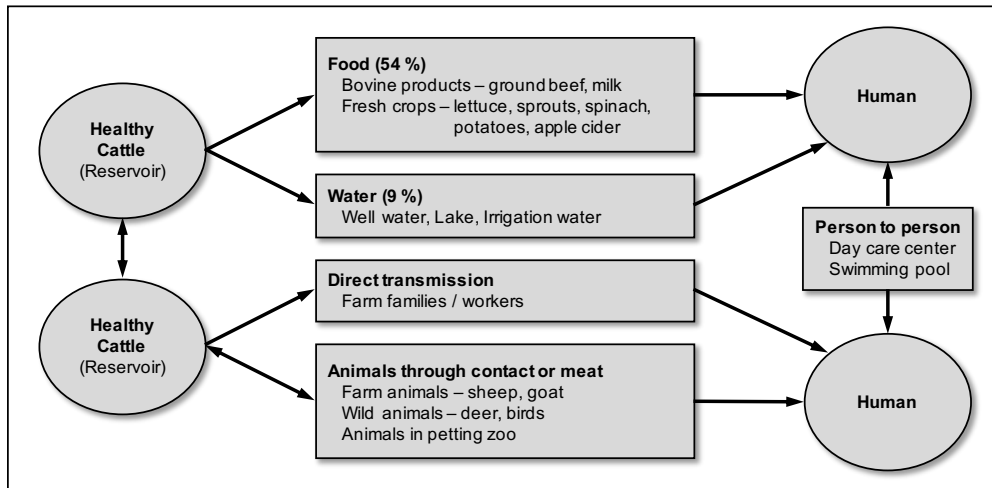 Healthy
Cattle
(Reservoir)
Food (54 %)
Bovine products – ground beef, milk
Fresh crops – lettuce, sprouts, spinach,
potatoes, apple cider
Human
Water (9 %)
Well water, Lake, Irrigation water
Person to person
Day care center
Swimming pool
Healthy
Cattle
(Reservoir)
Direct transmission
Farm families / workers
Animals through contact or meat
Farm animals – sheep, goat
Wild animals – deer, birds
Animals in petting zoo
Human